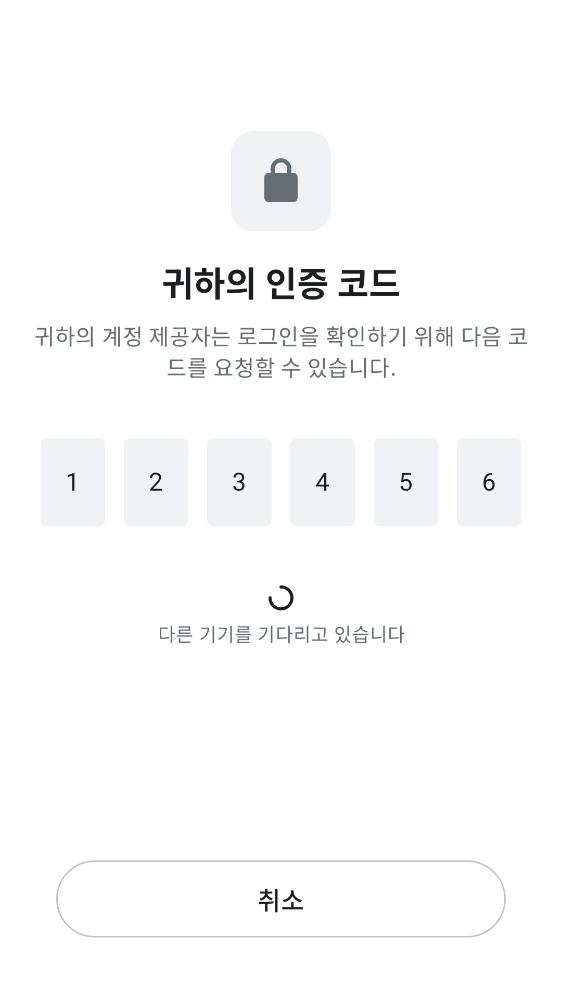 귀하의 인증 코드
귀하의 계정 제공자는 로그인을 확인하기 위해 다음 코
드를 요청할 수 있습니다.
1 2 3 4 5 6
다른 기기를 기다리고 있습니다
취소